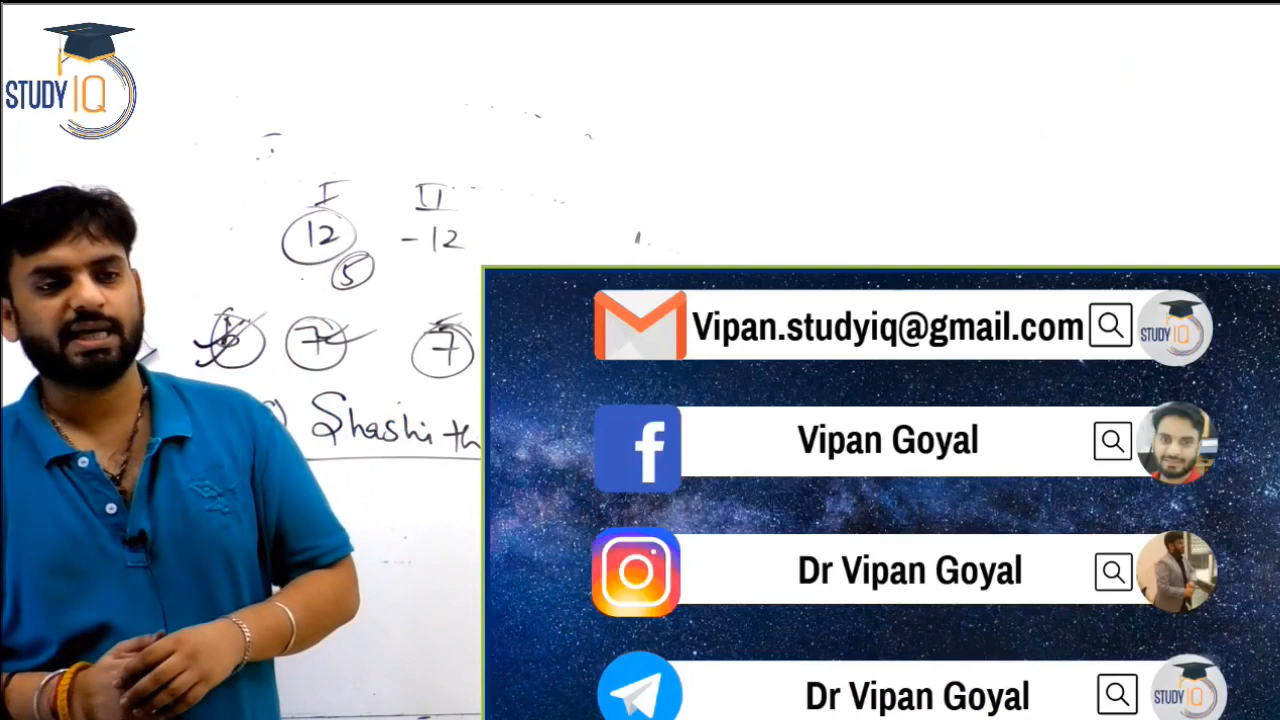 STUDY IQ
I II
12 -12
5
7 7
Shashi th
Vipan.studyiq@gmail.com
STUDY IQ
Vipan Goyal
Dr Vipan Goyal
Dr Vipan Goyal
STUDY IQ